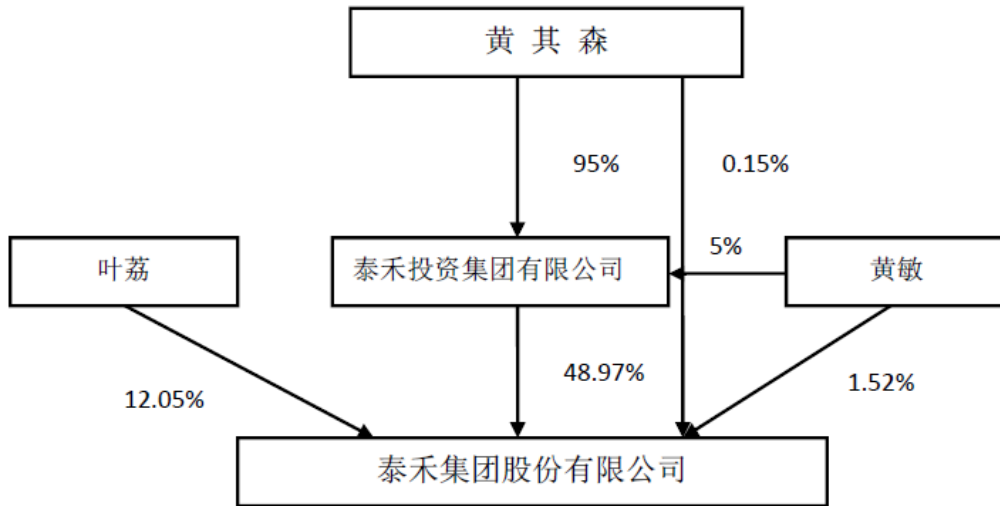 黄 其 森
95%
0.15%
叶荔
泰禾投资集团有限公司
5%
黄敏
12.05%
48.97%
1.52%
泰禾集团股份有限公司